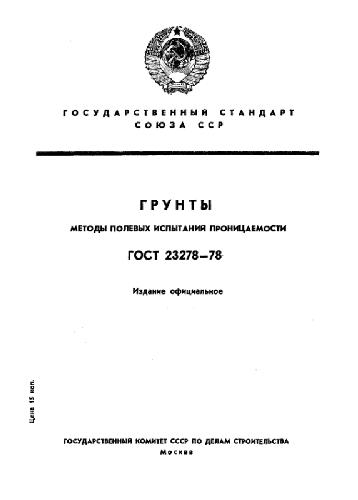 ГОСУДАРСТВЕННЫЙ СТАНДАРТ
СОЮЗА ССР
ГРУНТЫ
МЕТОДЫ ПОЛЕВЫХ ИСПЫТАНИЯ ПРОНИЦАЕМОСТИ
ГОСТ 23278—78
Издание официальное
Цена 15 коп.
ГОСУДАРСТВЕННЫЙ КОМИТЕТ СССР ПО ДЕЛАМ СТРОИТЕЛЬСТВА
Москва